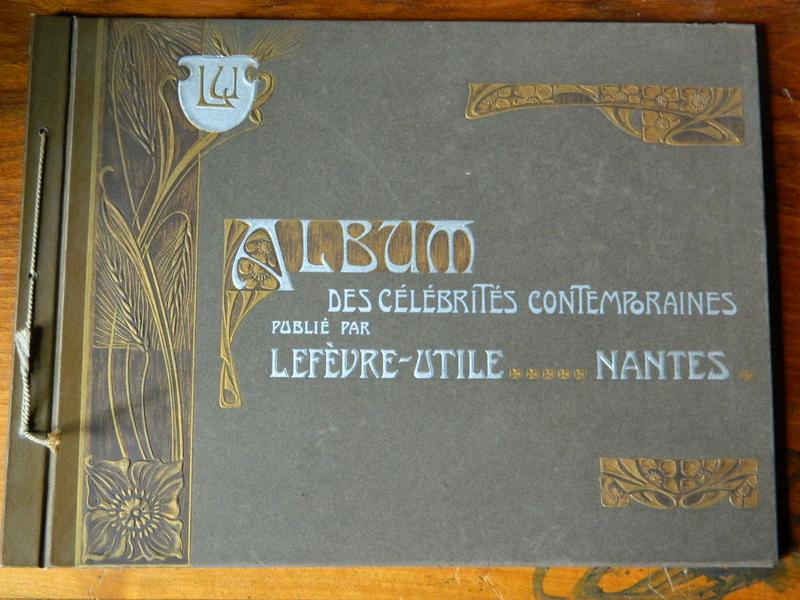 LU
ALBUM
DES CÉLÉBRITÉS CONTEMPORAINES
PUBLIÉ PAR
LEFÈVRE-UTILE NANTES